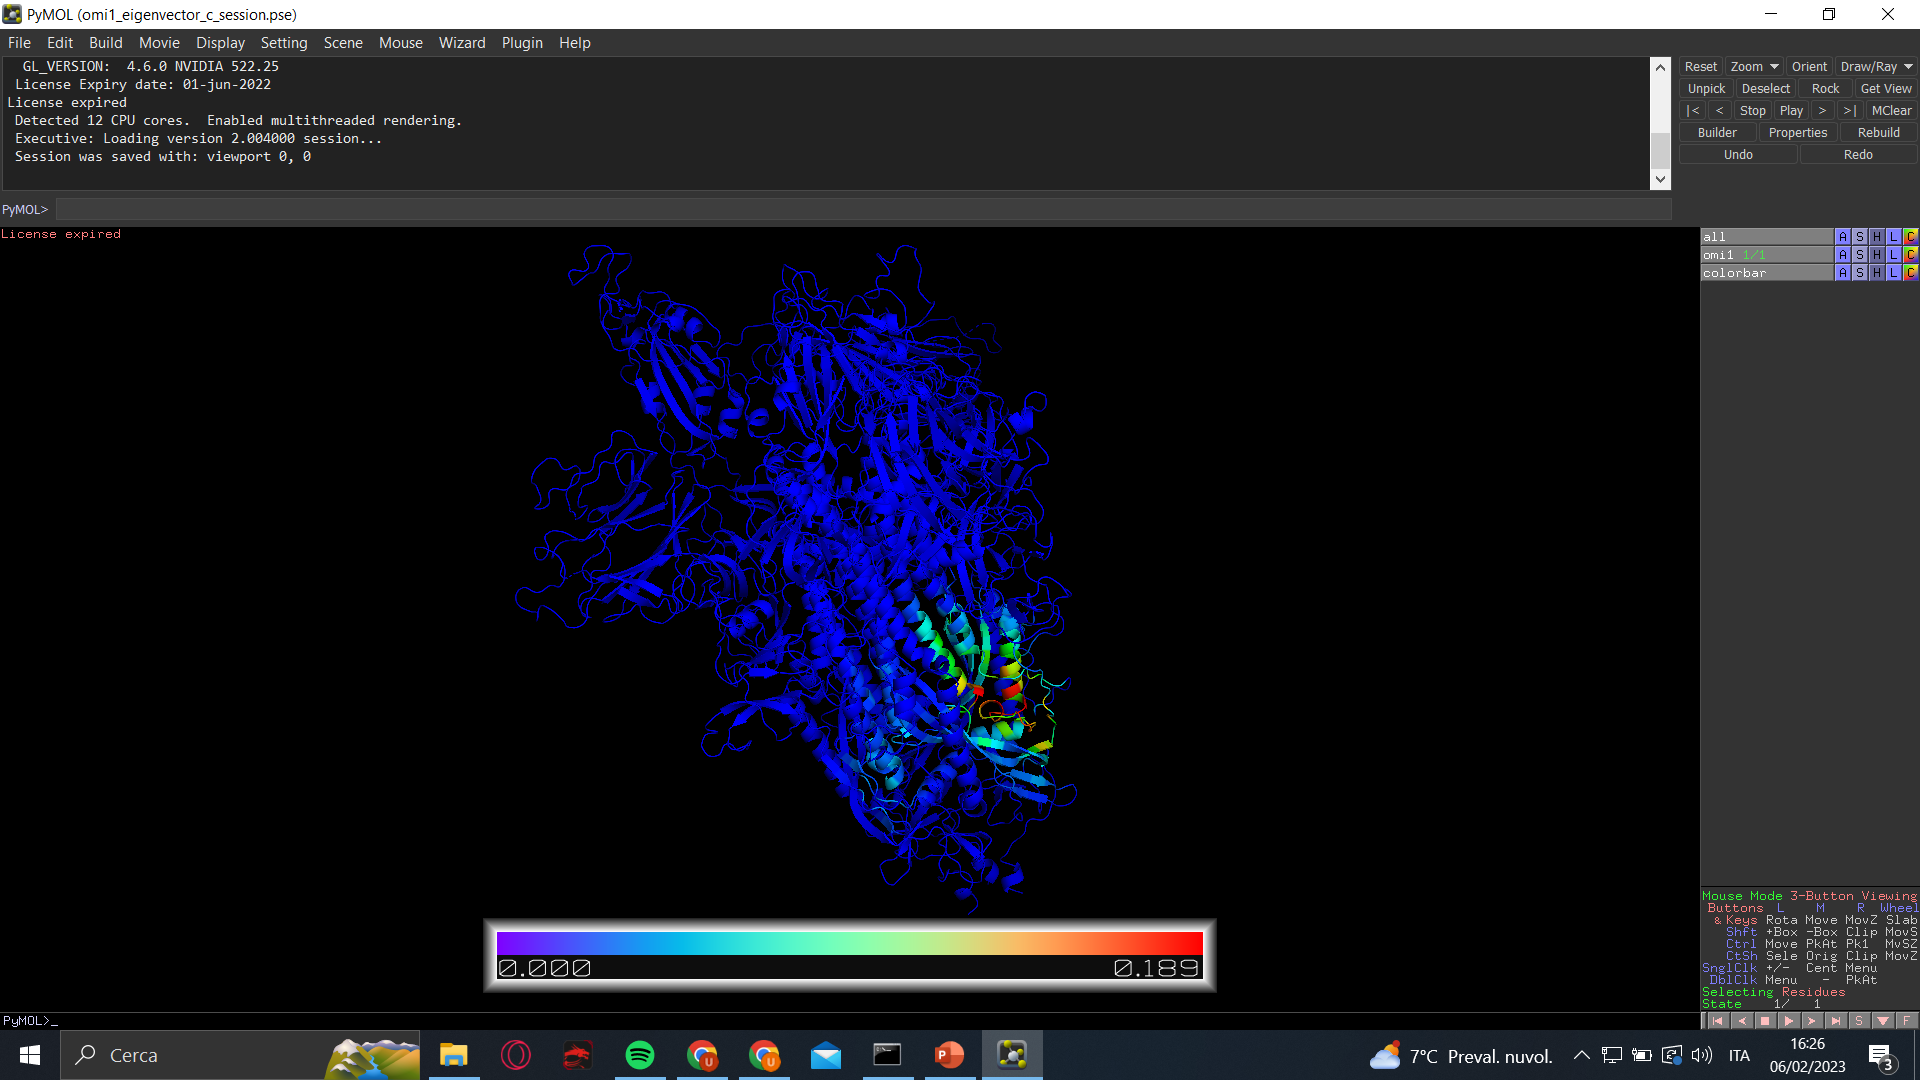 PyMOL (omi1_eigenvector_c_session.pse)
File Edit Build Movie Display Setting Scene Mouse Wizard Plugin Help
GL_VERSION: 4.6.0 NVIDIA 522.25
License Expiry date: 01-jun-2022
License expired
Detected 12 CPU cores. Enabled multithreaded rendering.
Executive: Loading version 2.004000 session...
Session was saved with: viewport 0, 0
PyMOL>
Reset Zoom Orient Draw/Ray
Unpick Deselect Rock Get View
|< < Stop Play > >| MClear
Builder Properties Rebuild
Undo Redo
License expired
all A S H L C
omi1 1/1 A S H L C
colorbar A S H L C
0.000 0.189
Mouse Mode 3-Button Viewing
Buttons L M R Wheel
& Keys Rota Move MovZ Slab
Shft +Box -Box Clip MovS
Ctrl Move PkAt Pk1 MvSZ
CtSh Sele Orig Clip MovZ
SnglClk +/- Cent Menu
DblClk Menu - PkAt
Selecting Residues
State 1/ 1
S F
PyMOL>_
Cerca
7°C Preval. nuvol.
ITA
16:26
06/02/2023
3